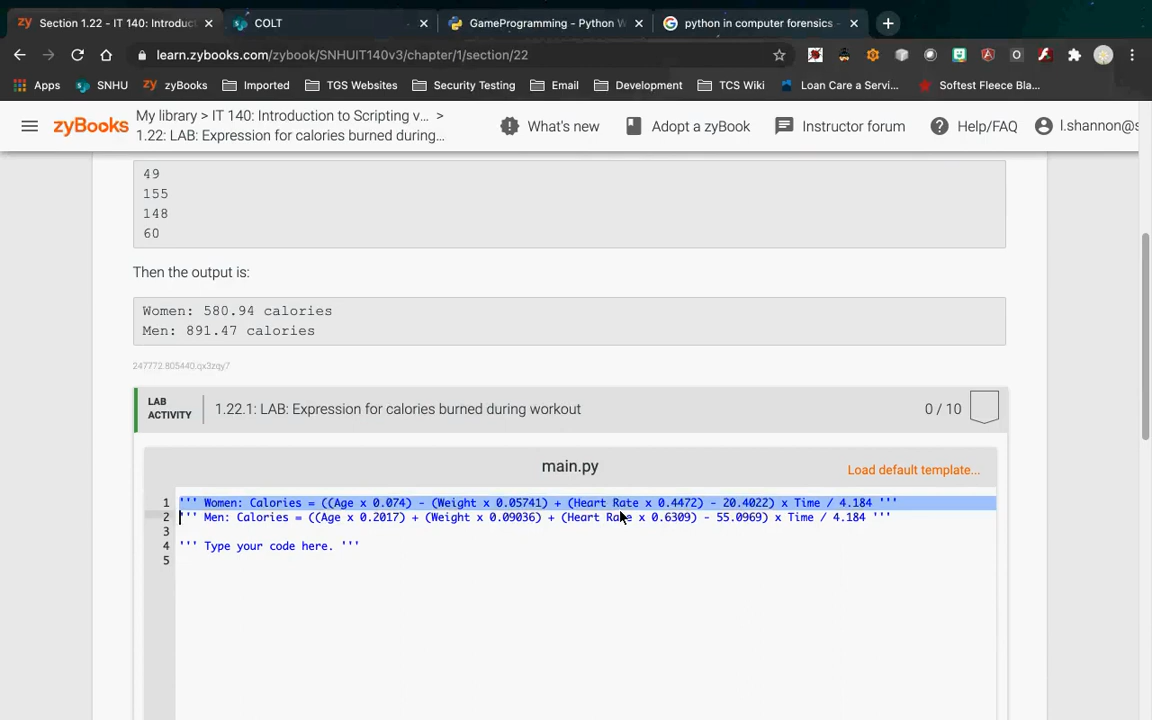 Section 1.22 - IT 140: Introduct
COLT
GameProgramming - Python W
python in computer forensics -
learn.zybooks.com/zybook/SNHUIT140v3/chapter/1/section/22
Apps
SNHU
zyBooks
Imported
TGS Websites
Security Testing
Email
Development
TCS Wiki
Loan Care a Servi...
Softest Fleece Bla...
zyBooks
My library > IT 140: Introduction to Scripting v... >
1.22: LAB: Expression for calories burned during...
What's new
Adopt a zyBook
Instructor forum
Help/FAQ
l.shannon@s
49
155
148
60
Then the output is:
Women: 580.94 calories
Men: 891.47 calories
247772.805440.qx3zqy7
LAB
ACTIVITY
1.22.1: LAB: Expression for calories burned during workout
0 / 10
main.py
Load default template...
1 ''' Women: Calories = ((Age x 0.074) - (Weight x 0.05741) + (Heart Rate x 0.4472) - 20.4022) x Time / 4.184 '''
2 ''' Men: Calories = ((Age x 0.2017) + (Weight x 0.09036) + (Heart Rate x 0.6309) - 55.0969) x Time / 4.184 '''
3
4 ''' Type your code here. '''
5